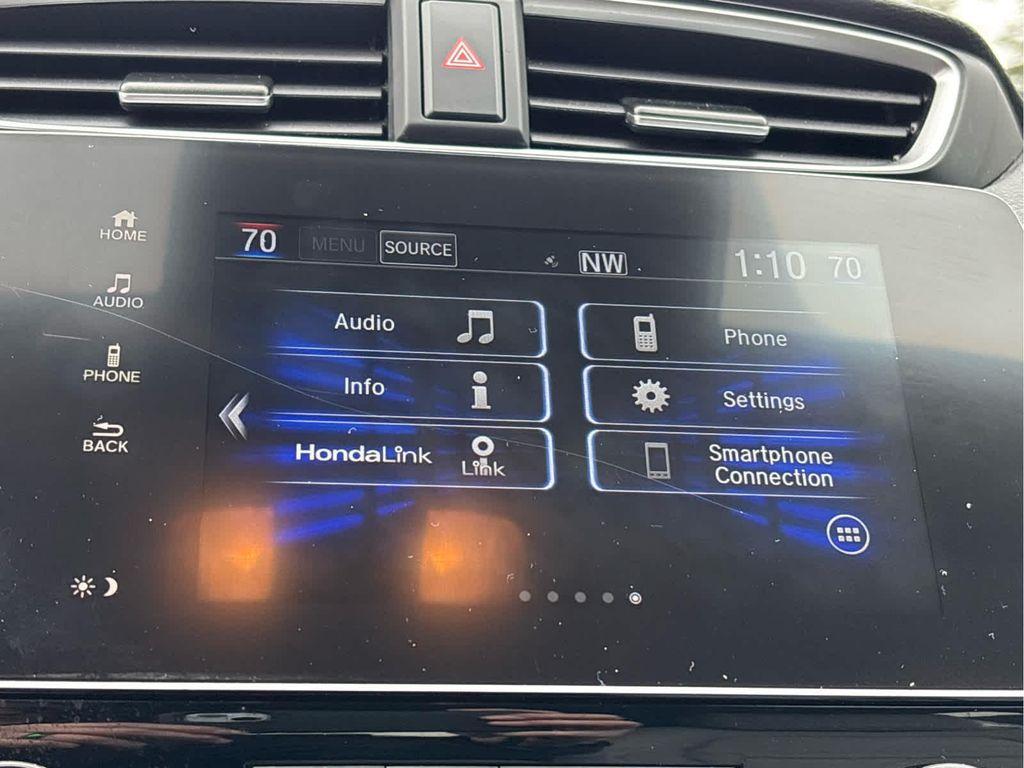 HOME
AUDIO
PHONE
BACK
70 MENU SOURCE NW 1:10 70
Audio
Phone
Info
Settings
HondaLink Link
Smartphone
Connection